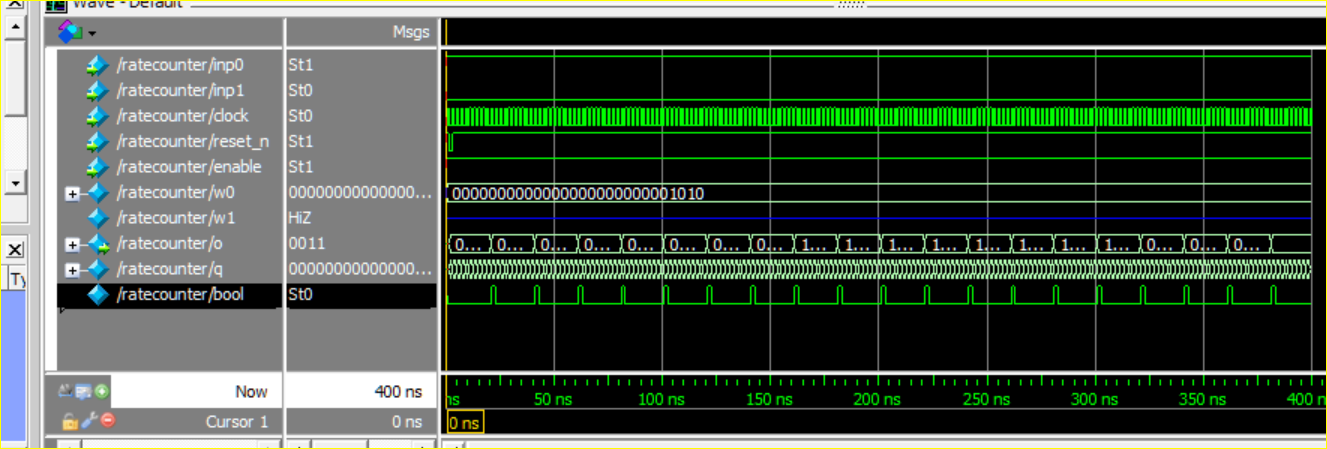 Wave - Default
Msgs
/ratecounter/inp0 St1
/ratecounter/inp1 St0
/ratecounter/clock St0
/ratecounter/reset_n St1
/ratecounter/enable St1
/ratecounter/w0 00000000000000... 00000000000000000000000000001010
/ratecounter/w1 HiZ
/ratecounter/o 0011 0... 0... 0... 0... 0... 0... 0... 0... 1... 1... 1... 1... 1... 1... 1... 1... 0... 0... 0...
/ratecounter/q 00000000000000...
/ratecounter/bool St0
Ty
Now 400 ns
ns 50 ns 100 ns 150 ns 200 ns 250 ns 300 ns 350 ns 400 n
Cursor 1 0 ns 0 ns